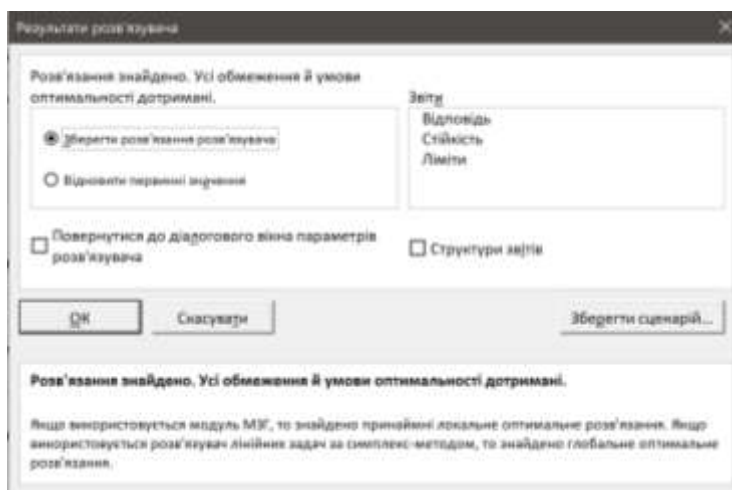 Результати розв'язувача
Розв'язання знайдено. Усі обмеження й умови
оптимальності дотримані.
Звіти
Відповідь
Стійкість
Ліміти
Зберегти розв'язання розв'язувача
Відновити первинні значення
Повернутися до діалогового вікна параметрів
розв'язувача
Структури звітів
ОК
Скасувати
Зберегти сценарій...
Розв'язання знайдено. Усі обмеження й умови оптимальності дотримані.
Якщо використовується модуль МЗГ, то знайдено принаймні локальне оптимальне розв'язання. Якщо
використовується розв'язувач лінійних задач за симплекс-методом, то знайдено глобальне оптимальне
розв'язання.